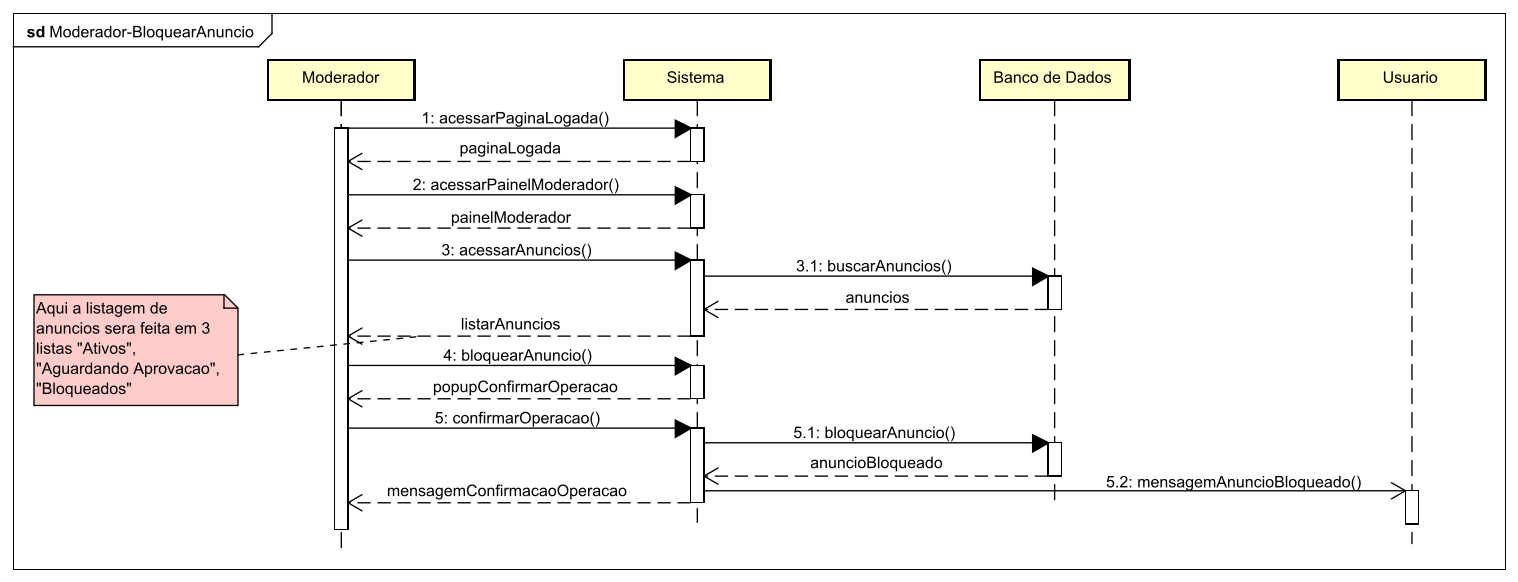 sd Moderador-BloquearAnuncio
Moderador
Sistema
Banco de Dados
Usuario
1: acessarPaginaLogada()
paginaLogada
2: acessarPainelModerador()
painelModerador
3: acessarAnuncios()
3.1: buscarAnuncios()
anuncios
listarAnuncios
Aqui a listagem de
anuncios sera feita em 3
listas "Ativos",
"Aguardando Aprovacao",
"Bloqueados"
4: bloquearAnuncio()
popupConfirmarOperacao
5: confirmarOperacao()
5.1: bloquearAnuncio()
anuncioBloqueado
5.2: mensagemAnuncioBloqueado()
mensagemConfirmacaoOperacao